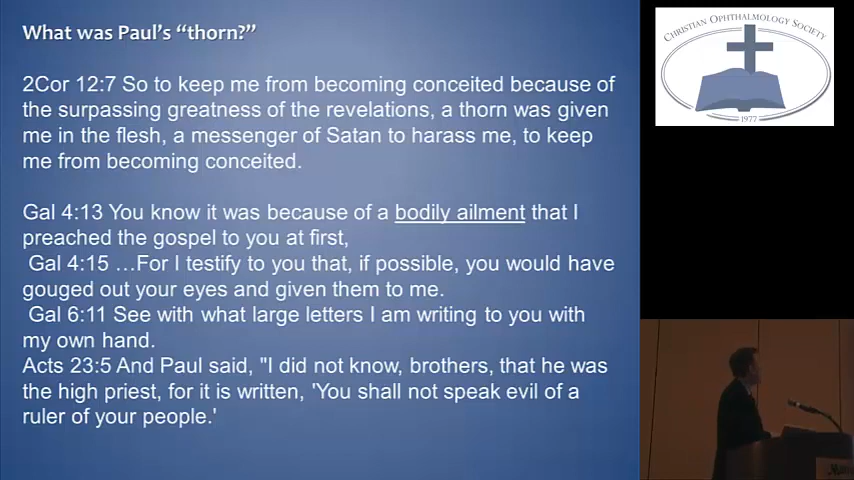 What was Paul's “thorn?”
2Cor 12:7 So to keep me from becoming conceited because of
the surpassing greatness of the revelations, a thorn was given
me in the flesh, a messenger of Satan to harass me, to keep
me from becoming conceited.
Gal 4:13 You know it was because of a bodily ailment that I
preached the gospel to you at first,
Gal 4:15 …For I testify to you that, if possible, you would have
gouged out your eyes and given them to me.
Gal 6:11 See with what large letters I am writing to you with
my own hand.
Acts 23:5 And Paul said, "I did not know, brothers, that he was
the high priest, for it is written, 'You shall not speak evil of a
ruler of your people.'
CHRISTIAN OPHTHALMOLOGY SOCIETY
1977